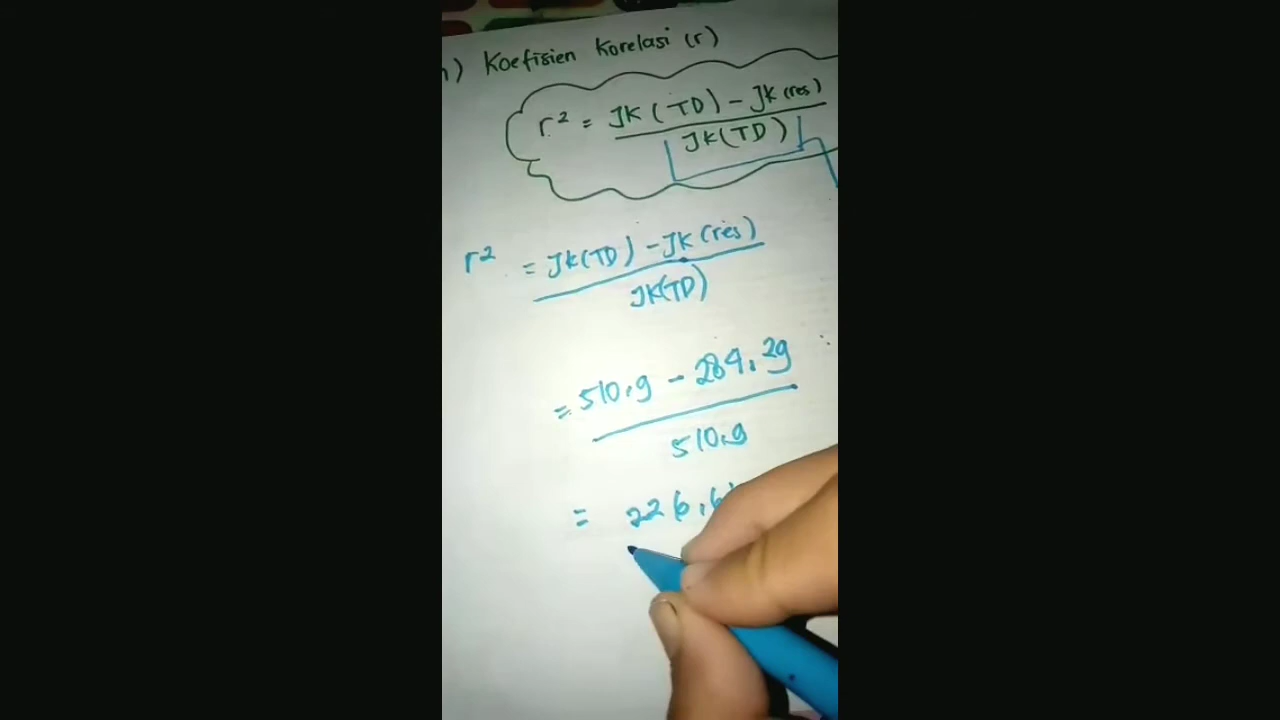 ) Koefisien Korelasi (r)
r² = JK (TD) - JK (res)
JK (TD)
r² = JK(TD) - JK (res)
JK(TD)
= 510,9 - 284,29
510,9
= 226,6